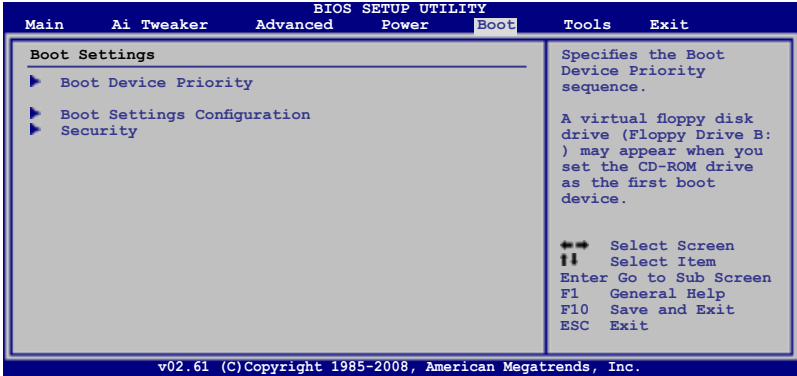 BIOS SETUP UTILITY
Main Ai Tweaker Advanced Power Boot Tools Exit
Boot Settings
Boot Device Priority
Boot Settings Configuration
Security
Specifies the Boot
Device Priority
sequence.
A virtual floppy disk
drive (Floppy Drive B:
) may appear when you
set the CD-ROM drive
as the first boot
device.
Select Screen
Select Item
Enter Go to Sub Screen
F1 General Help
F10 Save and Exit
ESC Exit
v02.61 (C)Copyright 1985-2008, American Megatrends, Inc.